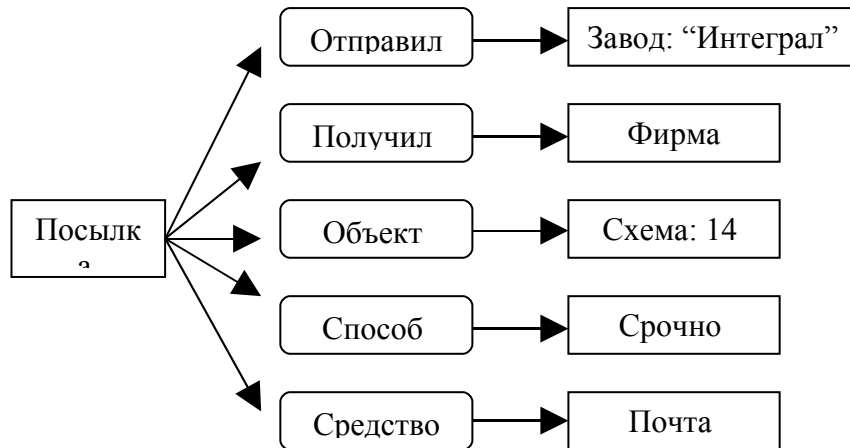 Отправил
Завод: “Интеграл”
Получил
Фирма
Посылк
а
Объект
Схема: 14
Способ
Срочно
Средство
Почта